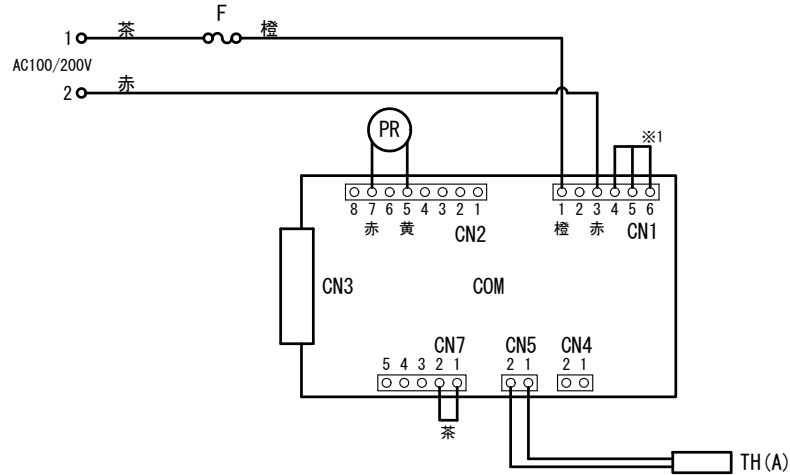 F
1 茶 橙
AC100/200V
2 赤
PR
※1
8 7 6 5 4 3 2 1
1 2 3 4 5 6
赤 黄
橙 赤
CN2
CN1
CN3
COM
CN7
CN5
CN4
5 4 3 2 1
2 1
2 1
茶
TH(A)